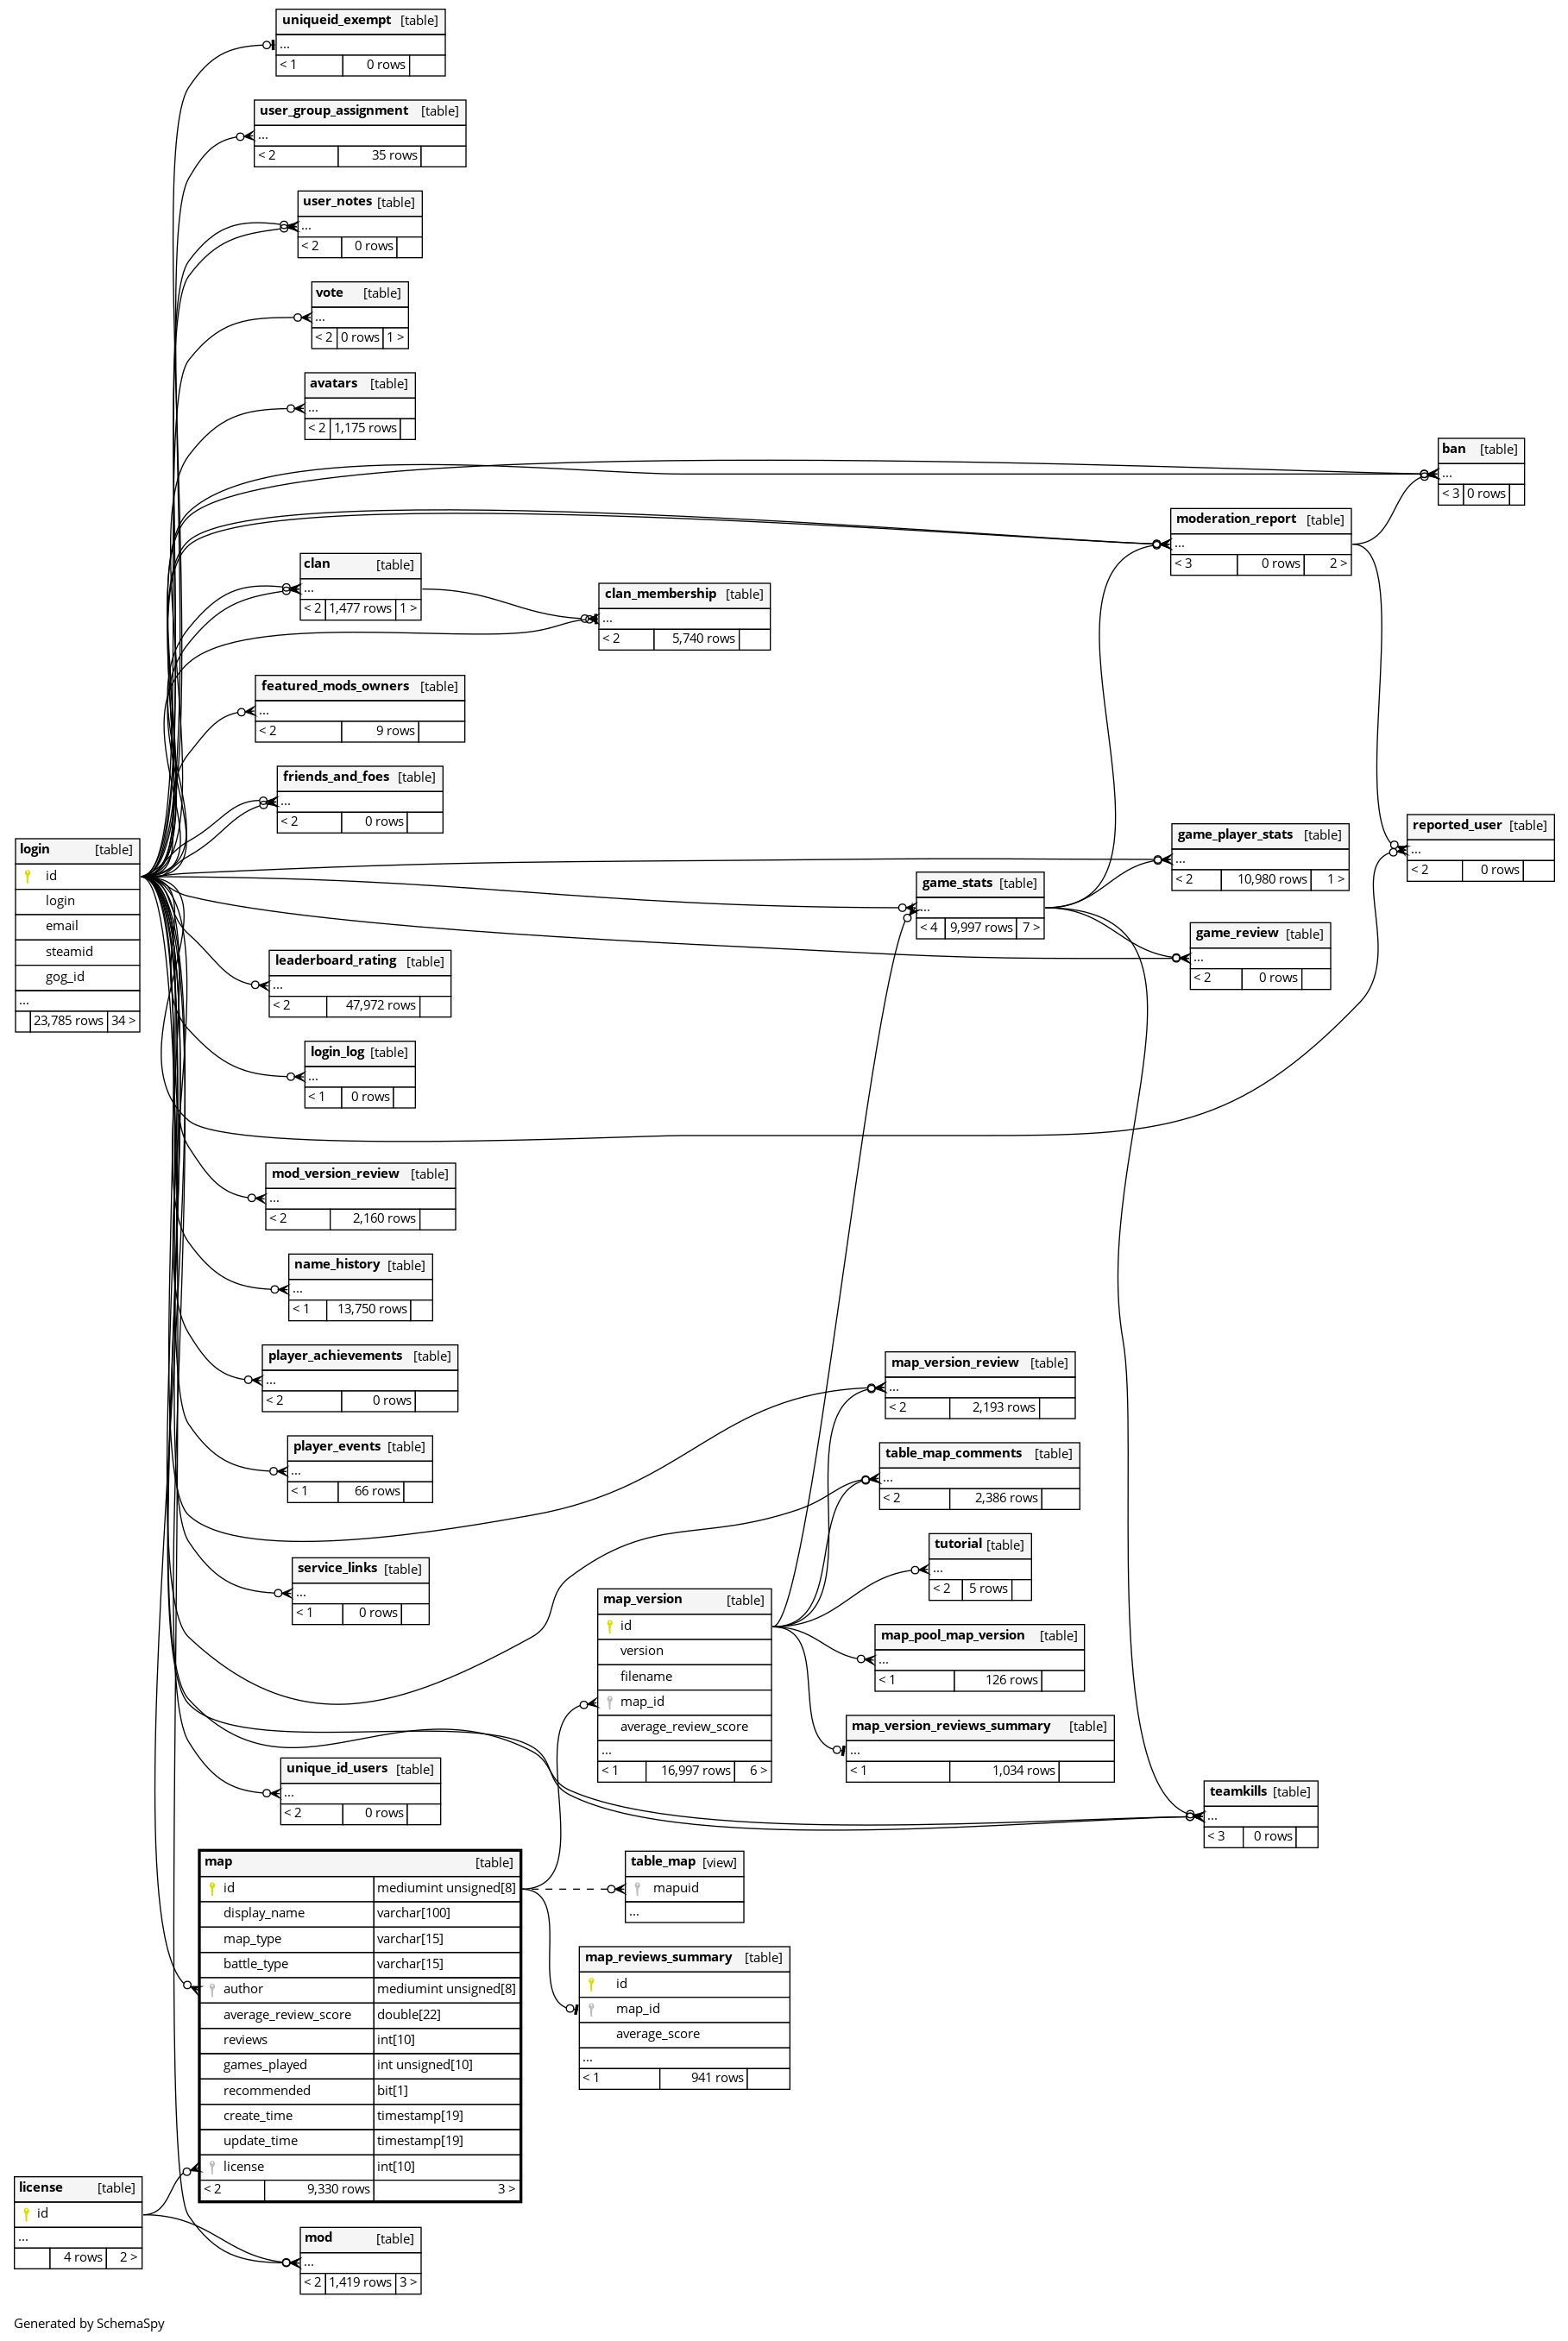 uniqueid_exempt [table]
...
< 1 0 rows
user_group_assignment [table]
...
< 2 35 rows
user_notes [table]
...
< 2 0 rows
vote [table]
...
< 2 0 rows 1 >
avatars [table]
...
< 2 1,175 rows
ban [table]
...
< 3 0 rows
moderation_report [table]
...
< 3 0 rows 2 >
clan [table]
...
< 2 1,477 rows 1 >
clan_membership [table]
...
< 2 5,740 rows
featured_mods_owners [table]
...
< 2 9 rows
friends_and_foes [table]
...
< 2 0 rows
login [table]
id
login
email
steamid
gog_id
...
23,785 rows 34 >
game_player_stats [table]
...
< 2 10,980 rows 1 >
reported_user [table]
...
< 2 0 rows
game_stats [table]
...
< 4 9,997 rows 7 >
game_review [table]
...
< 2 0 rows
leaderboard_rating [table]
...
< 2 47,972 rows
login_log [table]
...
< 1 0 rows
mod_version_review [table]
...
< 2 2,160 rows
name_history [table]
...
< 1 13,750 rows
player_achievements [table]
...
< 2 0 rows
map_version_review [table]
...
< 2 2,193 rows
player_events [table]
...
< 1 66 rows
table_map_comments [table]
...
< 2 2,386 rows
service_links [table]
...
< 1 0 rows
tutorial [table]
...
< 2 5 rows
map_version [table]
id
version
filename
map_id
average_review_score
...
< 1 16,997 rows 6 >
map_pool_map_version [table]
...
< 1 126 rows
map_version_reviews_summary [table]
...
< 1 1,034 rows
unique_id_users [table]
...
< 2 0 rows
teamkills [table]
...
< 3 0 rows
map [table]
id mediumint unsigned[8]
display_name varchar[100]
map_type varchar[15]
battle_type varchar[15]
author mediumint unsigned[8]
average_review_score double[22]
reviews int[10]
games_played int unsigned[10]
recommended bit[1]
create_time timestamp[19]
update_time timestamp[19]
license int[10]
< 2 9,330 rows 3 >
table_map [view]
mapuid
...
map_reviews_summary [table]
id
map_id
average_score
...
< 1 941 rows
license [table]
id
...
4 rows 2 >
mod [table]
...
< 2 1,419 rows 3 >
Generated by SchemaSpy